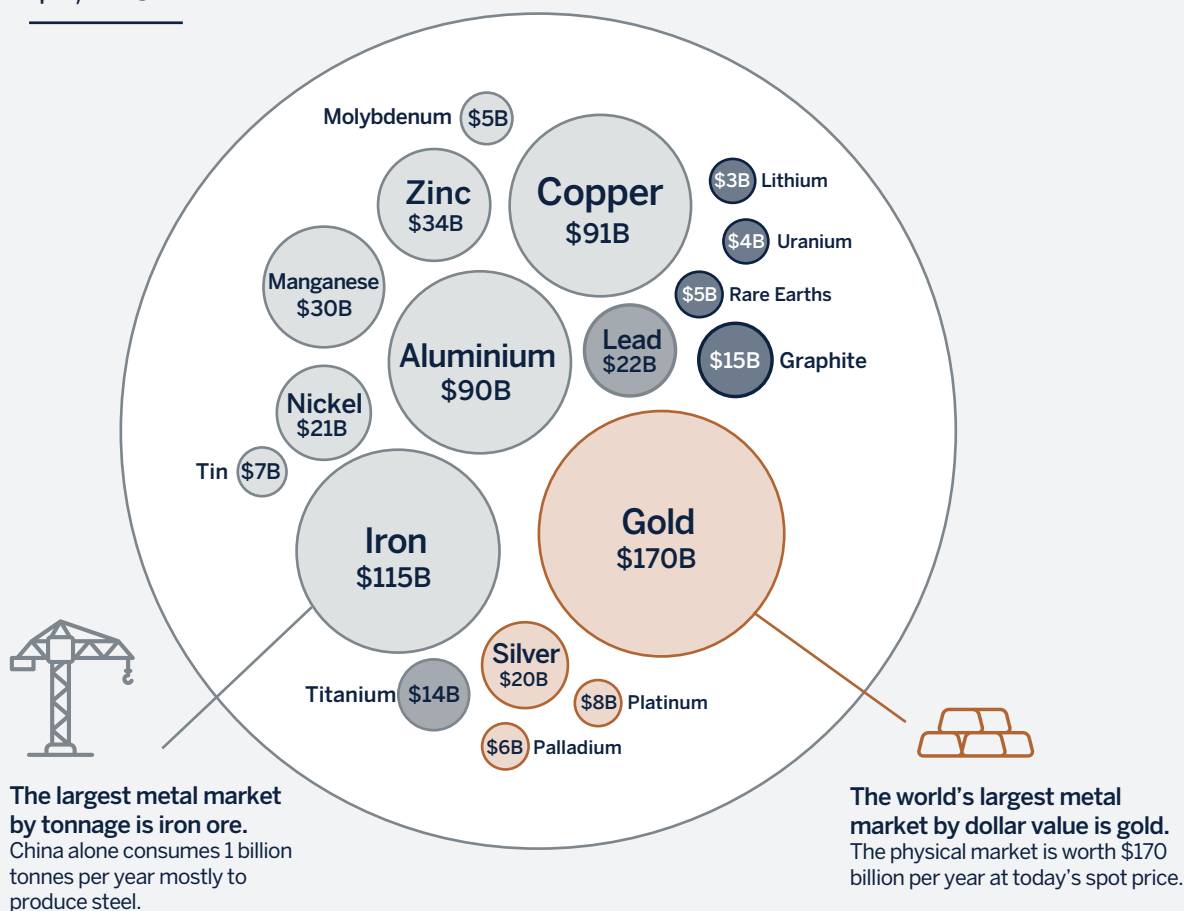 Molybdenum $5B
Zinc
$34B
Copper
$91B
$3B Lithium
$4B Uranium
Manganese
$30B
$5B Rare Earths
Aluminium
$90B
Lead
$22B
$15B Graphite
Nickel
$21B
Tin $7B
Iron
$115B
Gold
$170B
Silver
$20B
Titanium $14B
$8B Platinum
$6B Palladium
The largest metal market
by tonnage is iron ore.
China alone consumes 1 billion
tonnes per year mostly to
produce steel.
The world's largest metal
market by dollar value is gold.
The physical market is worth $170
billion per year at today's spot price.